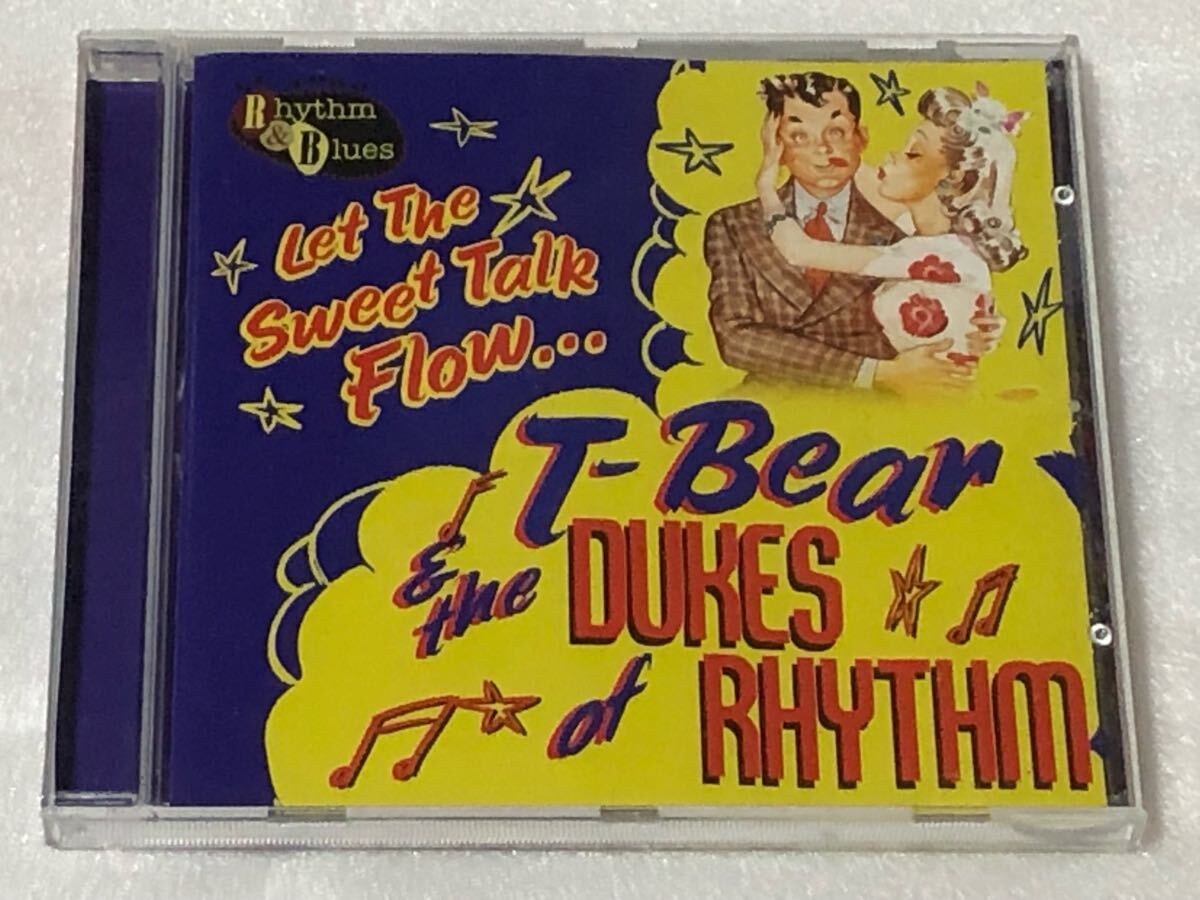 Rhythm
& Blues
Let The
Sweet Talk
Flow...
T-Bear
& the DUKES
of RHYTHM